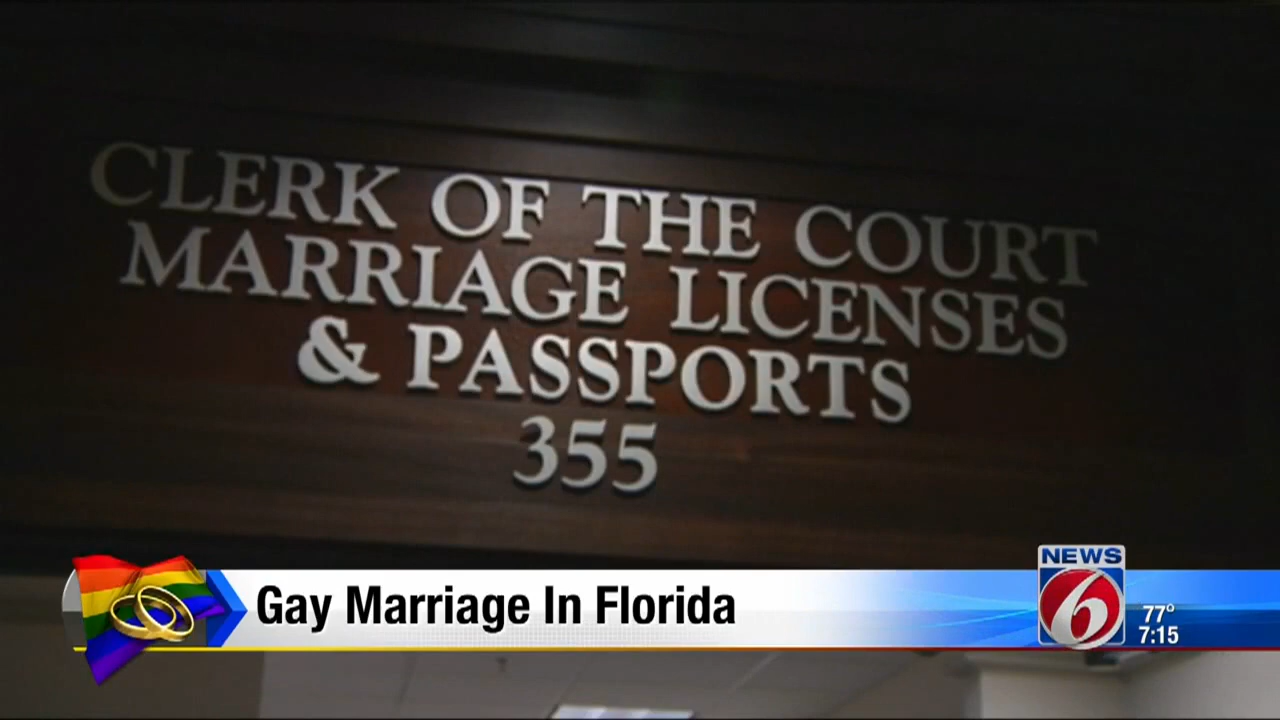 CLERK OF THE COURT
MARRIAGE LICENSES
& PASSPORTS
355
Gay Marriage In Florida
NEWS
6
77°
7:15